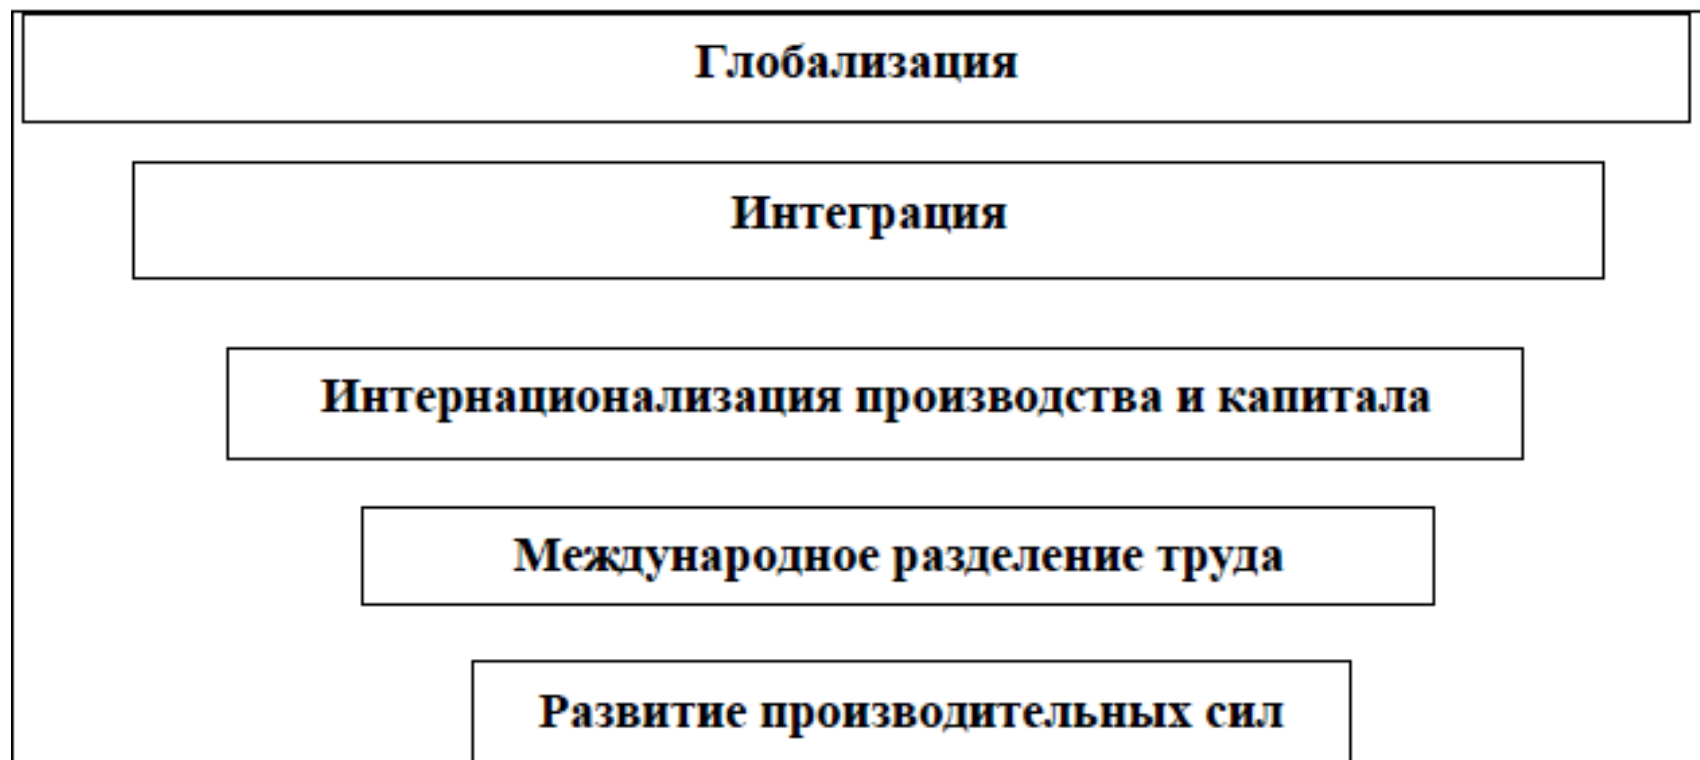 Глобализация
Интеграция
Интернационализация производства и капитала
Международное разделение труда
Развитие производительных сил